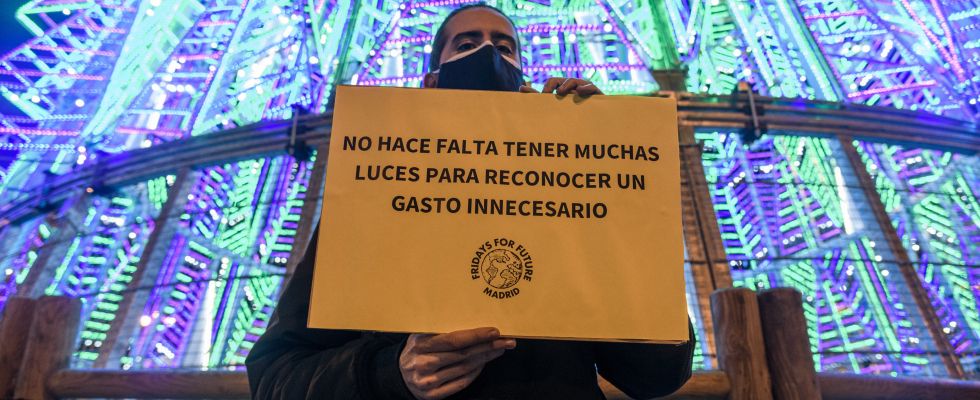 NO HACE FALTA TENER MUCHAS
LUCES PARA RECONOCER UN
GASTO INNECESARIO
FRIDAYS FOR FUTURE
MADRID